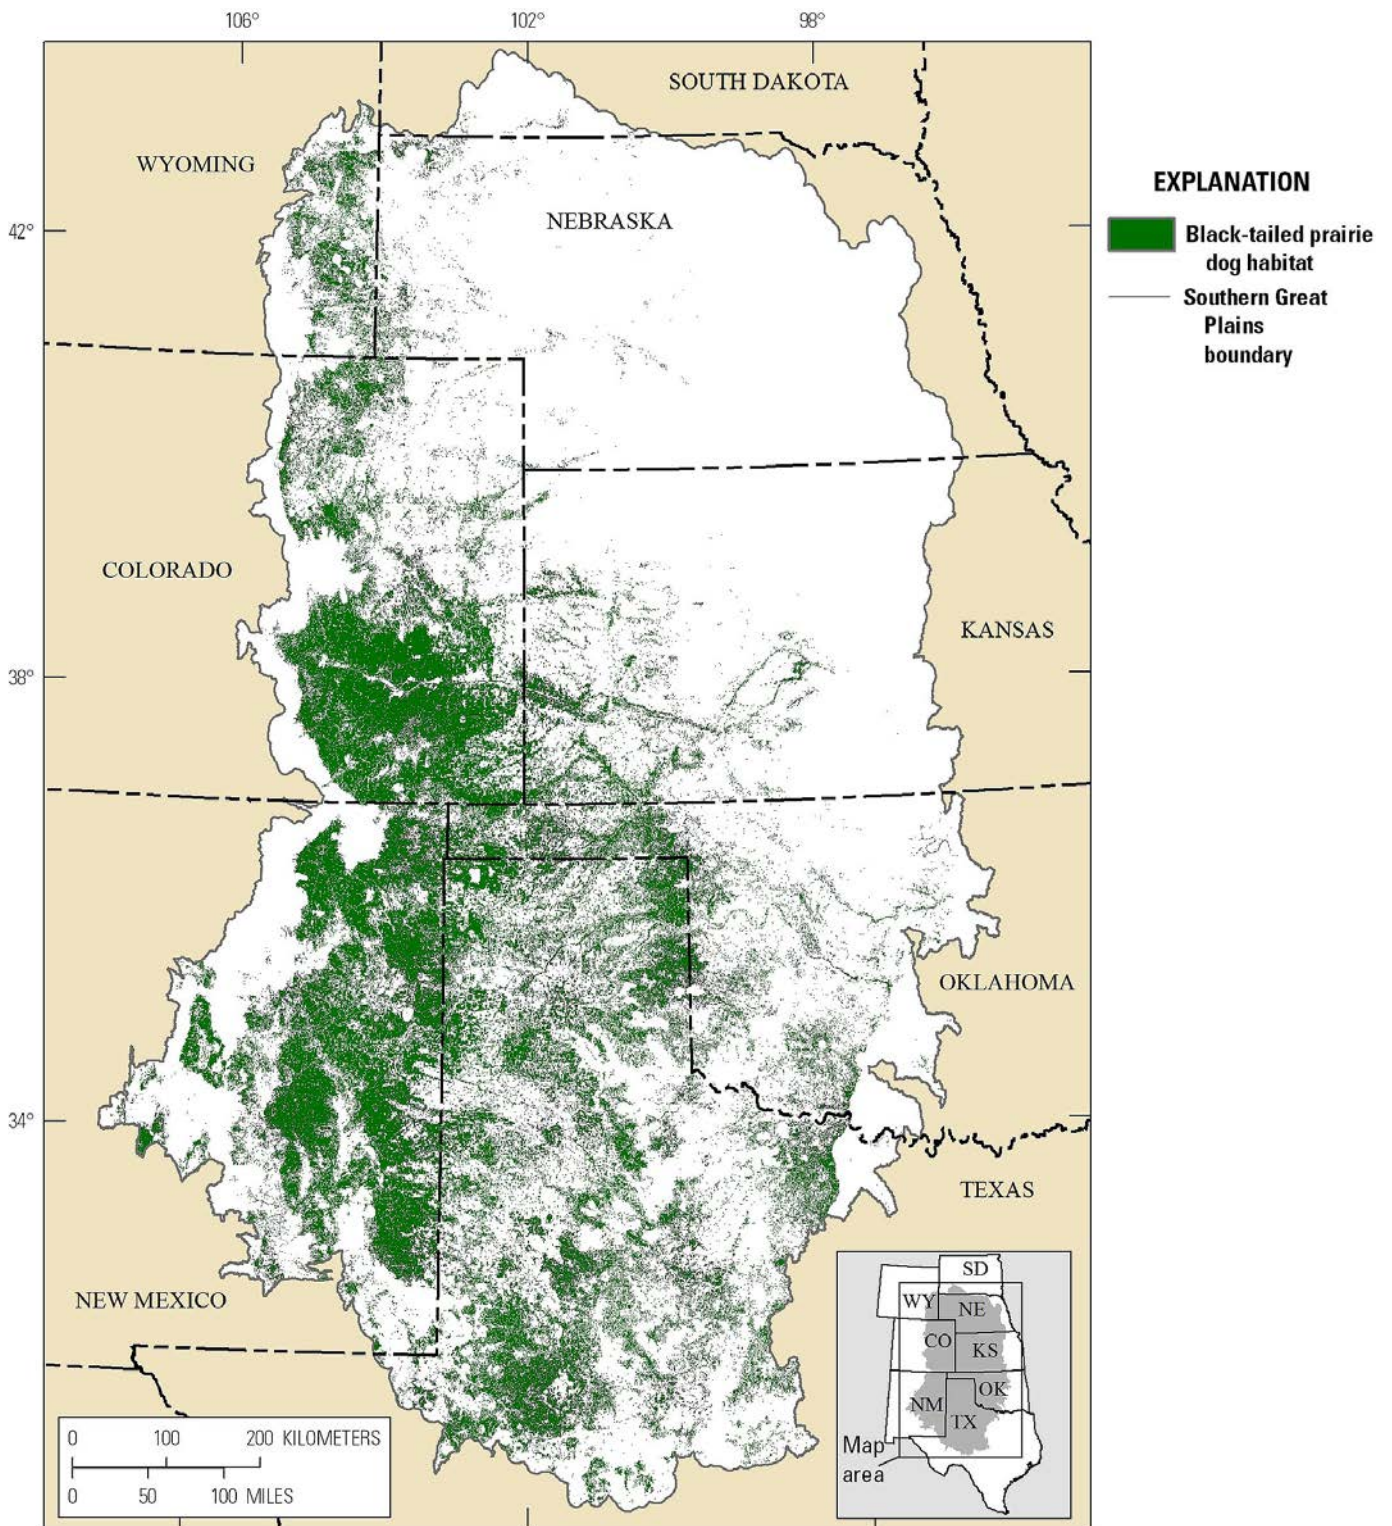 106°
102°
98°
SOUTH DAKOTA
WYOMING
NEBRASKA
42°
EXPLANATION
Black-tailed prairie
dog habitat
Southern Great
Plains
boundary
COLORADO
KANSAS
38°
OKLAHOMA
34°
TEXAS
NEW MEXICO
SD
WY
NE
CO
KS
OK
NM
TX
Map
area
0 100 200 KILOMETERS
0 50 100 MILES